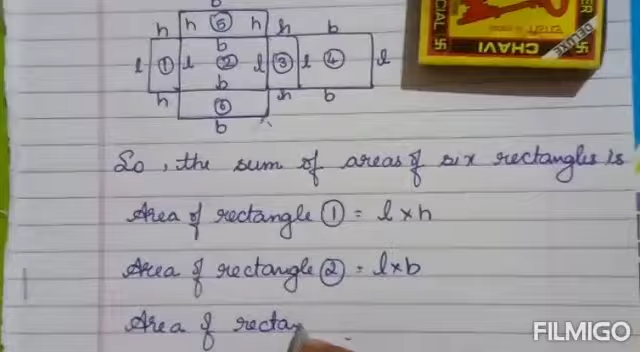 b
h h h b
5
b
l 1 l 2 l 3 l 4 l
b
h h b
6
b
CHAVI
DELUXE
So, the sum of areas of six rectangles is
Area of rectangle 1 = l × h
Area of rectangle 2 = l × b
Area of recta
FILMIGO